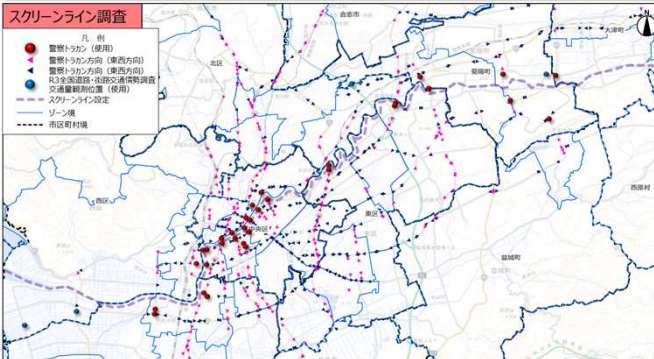 スクリーンライン調査
凡 例
警察トラカン（使用）
警察トラカン方向（東西方向）
警察トラカン方向（東西方向）
R3全国道路・街路交通情勢調査
交通量観測位置（使用）
スクリーンライン設定
ゾーン境
市区町村境
合志市
大津町
北区
菊陽町
西区
中央区
東区
西原村
益城町